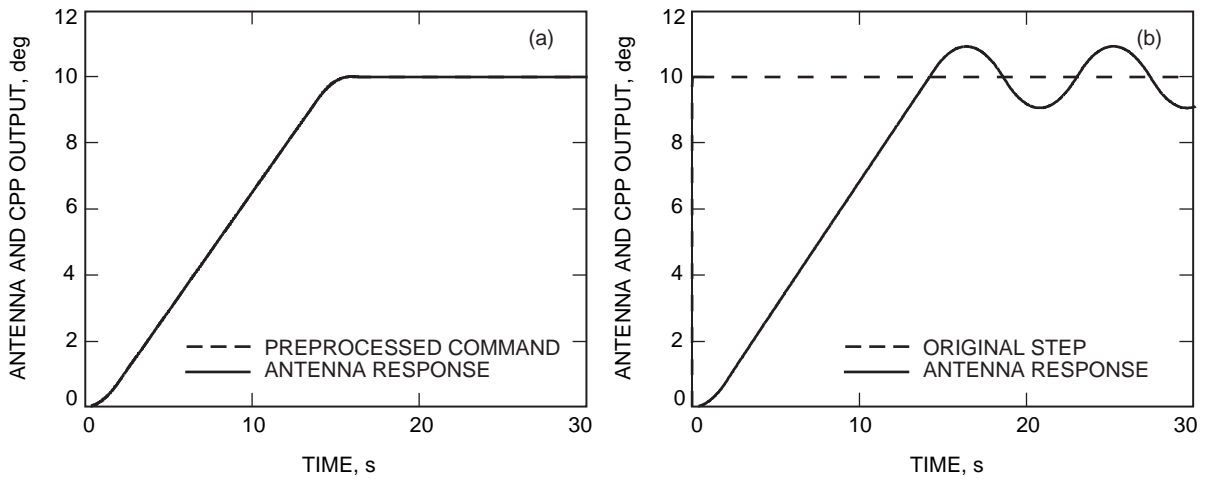 ANTENNA AND CPP OUTPUT, deg
12
10
8
6
4
2
0
(a)
PREPROCESSED COMMAND
ANTENNA RESPONSE
0
10
20
30
TIME, s
ANTENNA AND CPP OUTPUT, deg
12
10
8
6
4
2
0
(b)
ORIGINAL STEP
ANTENNA RESPONSE
0
10
20
30
TIME, s